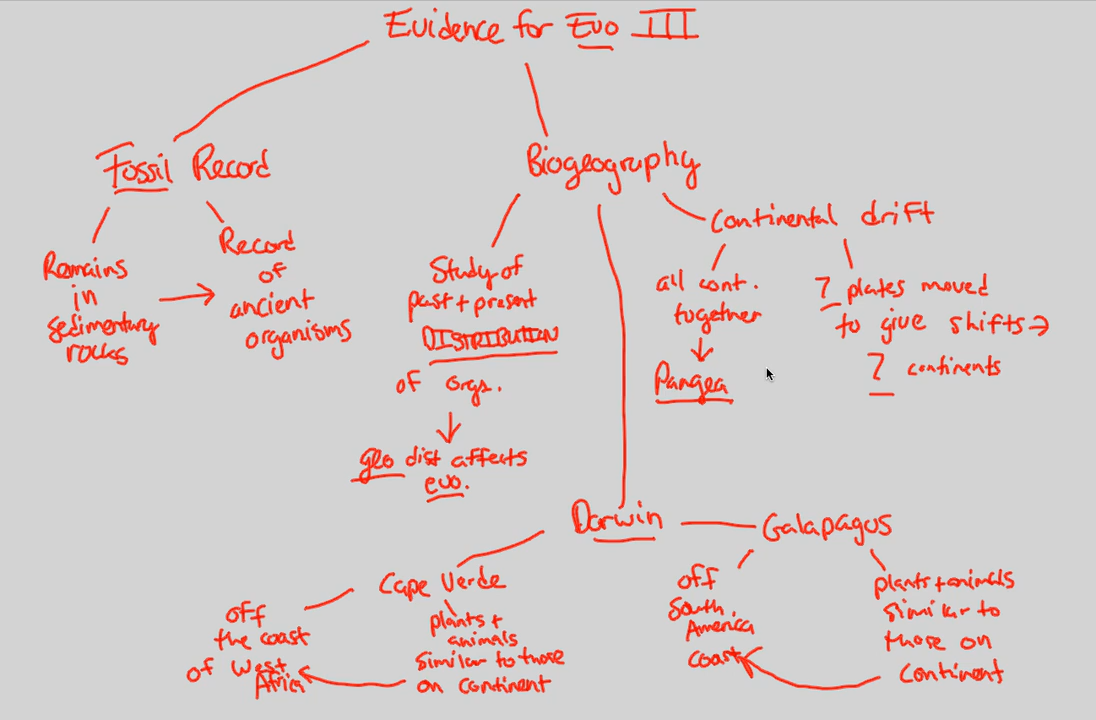 Evidence for Evo III
Fossil Record
Biogeography
Remains
in
sedimentary
rocks
Record
of
ancient
organisms
Study of
past + present
DISTRIBUTION
of orgs.
geo dist affects
evo.
Continental drift
all cont.
together
Pangea
7 plates moved
to give shifts →
7 continents
Darwin
Cape Verde
off
the coast
of West
Africa
plants +
animals
similar to those
on continent
Galapagos
off
South
America
coast
plants + animals
similar to
those on
continent